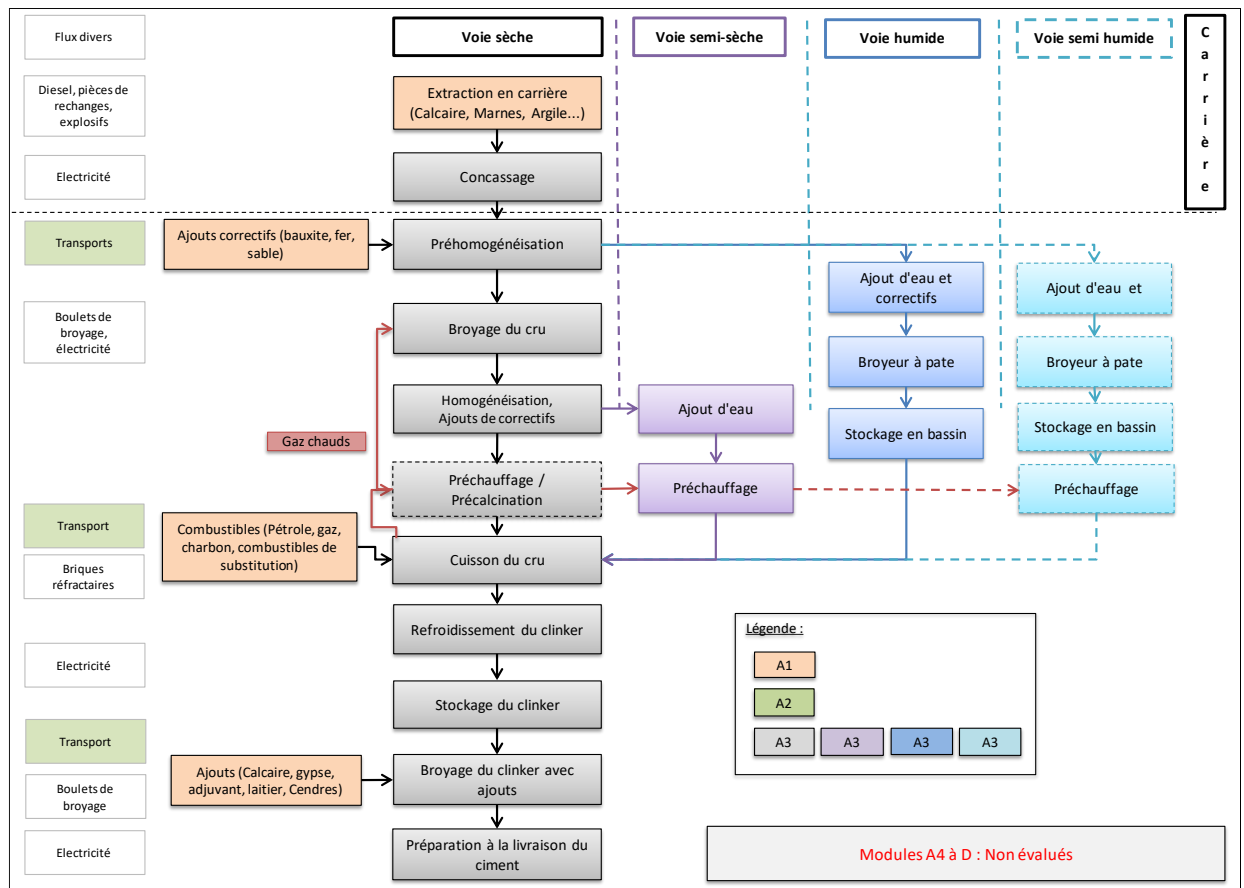 Flux divers
Voie sèche
Voie semi-sèche
Voie humide
Voie semi humide
Carrière
Diesel, pièces de
rechanges,
explosifs
Extraction en carrière
(Calcaire, Marnes, Argile...)
Electricité
Concassage
Transports
Ajouts correctifs (bauxite, fer,
sable)
Préhomogénéisation
Ajout d'eau et
correctifs
Ajout d'eau et
Boulets de
broyage,
électricité
Broyage du cru
Broyeur à pate
Broyeur à pate
Homogénéisation,
Ajouts de correctifs
Ajout d'eau
Stockage en bassin
Stockage en bassin
Gaz chauds
Préchauffage /
Précalcination
Préchauffage
Préchauffage
Transport
Combustibles (Pétrole, gaz,
charbon, combustibles de
substitution)
Cuisson du cru
Briques
réfractaires
Refroidissement du clinker
Légende :
A1
A2
A3
A3
A3
A3
Electricité
Stockage du clinker
Transport
Ajouts (Calcaire, gypse,
adjuvant, laitier, Cendres)
Broyage du clinker avec
ajouts
Boulets de
broyage
Electricité
Préparation à la livraison du
ciment
Modules A4 à D : Non évalués